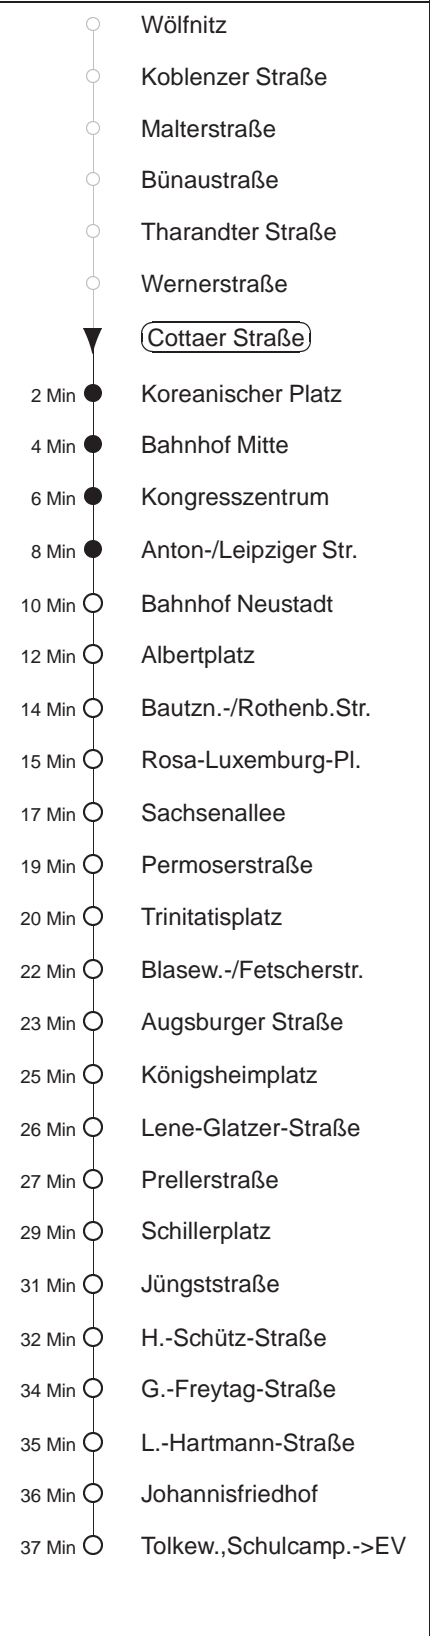 Wölfnitz
Koblenzer Straße
Malterstraße
Bünaustraße
Tharandter Straße
Wernerstraße
Cottaer Straße
2 Min Koreanischer Platz
4 Min Bahnhof Mitte
6 Min Kongresszentrum
8 Min Anton-/Leipziger Str.
10 Min Bahnhof Neustadt
12 Min Albertplatz
14 Min Bautzn.-/Rothenb.Str.
15 Min Rosa-Luxemburg-Pl.
17 Min Sachsenallee
19 Min Permoserstraße
20 Min Trinitatisplatz
22 Min Blasew.-/Fetscherstr.
23 Min Augsburger Straße
25 Min Königsheimplatz
26 Min Lene-Glatzer-Straße
27 Min Prellerstraße
29 Min Schillerplatz
31 Min Jüngststraße
32 Min H.-Schütz-Straße
34 Min G.-Freytag-Straße
35 Min L.-Hartmann-Straße
36 Min Johannisfriedhof
37 Min Tolkew.,Schulcamp.->EV